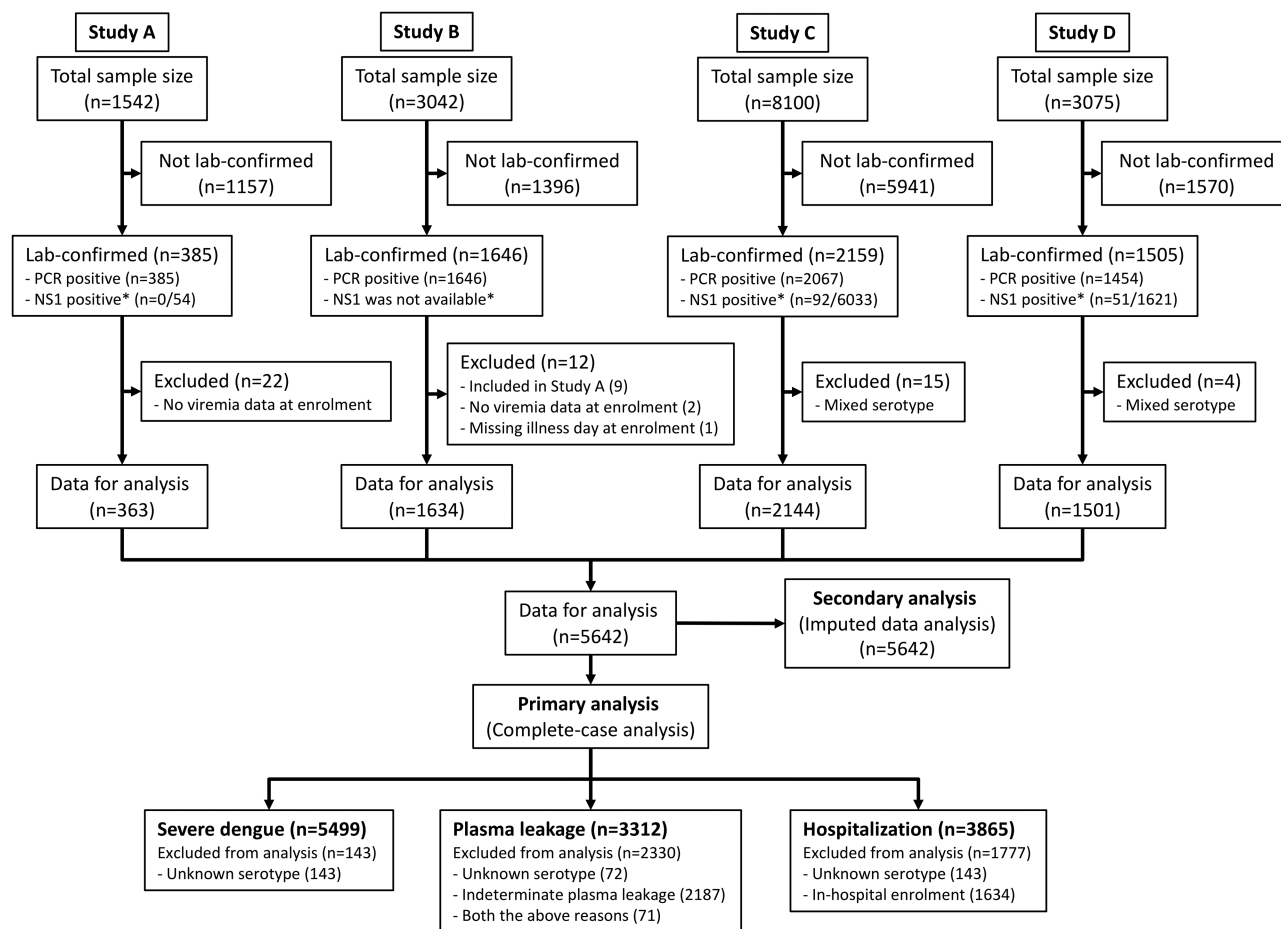 Study A
Total sample size
(n=1542)
Not lab-confirmed
(n=1157)
Lab-confirmed (n=385)
- PCR positive (n=385)
- NS1 positive* (n=0/54)
Excluded (n=22)
- No viremia data at enrolment
Data for analysis
(n=363)
Study B
Total sample size
(n=3042)
Not lab-confirmed
(n=1396)
Lab-confirmed (n=1646)
- PCR positive (n=1646)
- NS1 was not available*
Excluded (n=12)
- Included in Study A (9)
- No viremia data at enrolment (2)
- Missing illness day at enrolment (1)
Data for analysis
(n=1634)
Study C
Total sample size
(n=8100)
Not lab-confirmed
(n=5941)
Lab-confirmed (n=2159)
- PCR positive (n=2067)
- NS1 positive* (n=92/6033)
Excluded (n=15)
- Mixed serotype
Data for analysis
(n=2144)
Study D
Total sample size
(n=3075)
Not lab-confirmed
(n=1570)
Lab-confirmed (n=1505)
- PCR positive (n=1454)
- NS1 positive* (n=51/1621)
Excluded (n=4)
- Mixed serotype
Data for analysis
(n=1501)
Data for analysis
(n=5642)
Secondary analysis
(Imputed data analysis)
(n=5642)
Primary analysis
(Complete-case analysis)
Severe dengue (n=5499)
Excluded from analysis (n=143)
- Unknown serotype (143)
Plasma leakage (n=3312)
Excluded from analysis (n=2330)
- Unknown serotype (72)
- Indeterminate plasma leakage (2187)
- Both the above reasons (71)
Hospitalization (n=3865)
Excluded from analysis (n=1777)
- Unknown serotype (143)
- In-hospital enrolment (1634)